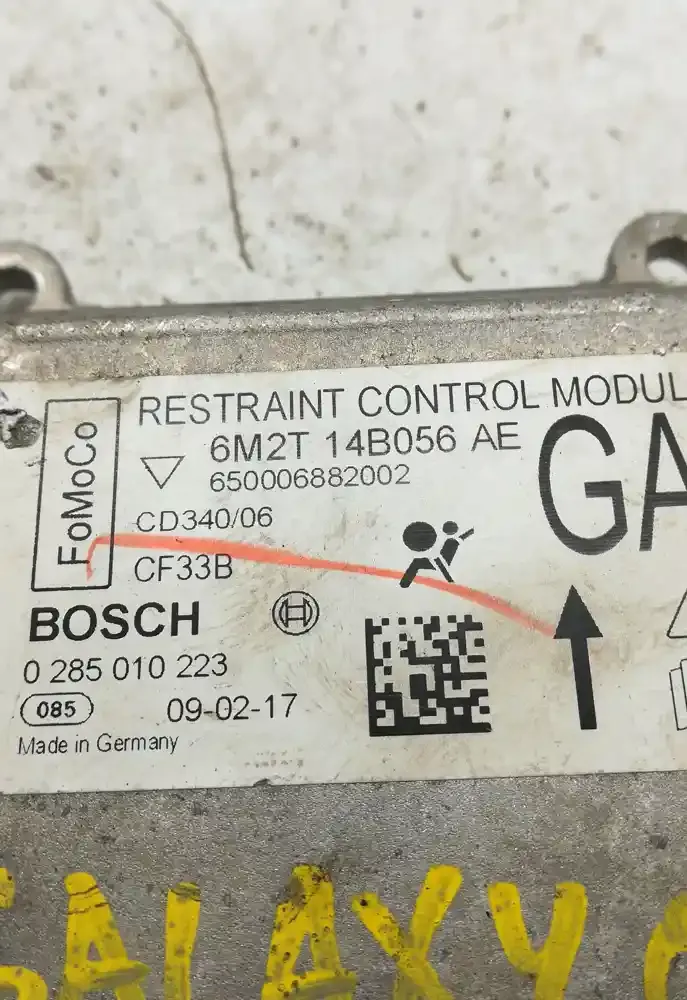 RESTRAINT CONTROL MODUL
FoMoCo
6M2T 14B056 AE
650006882002
GA
CD340/06
CF33B
BOSCH
0 285 010 223
085 09-02-17
Made in Germany
GALAXY